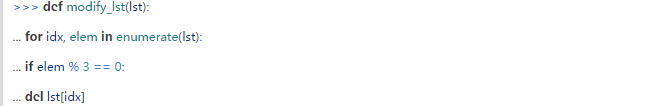 >>> def modify_lst(lst):
... for idx, elem in enumerate(lst):
... if elem % 3 == 0:
... del lst[idx]